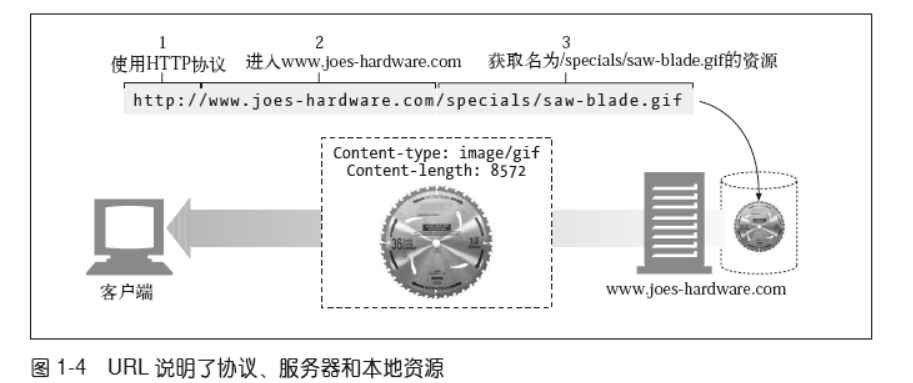 1 2 3
使用HTTP协议 进入www.joes-hardware.com 获取名为/specials/saw-blade.gif的资源
http://www.joes-hardware.com/specials/saw-blade.gif
Content-type: image/gif
Content-length: 8572
36 10
客户端
www.joes-hardware.com
图 1-4 URL 说明了协议、服务器和本地资源